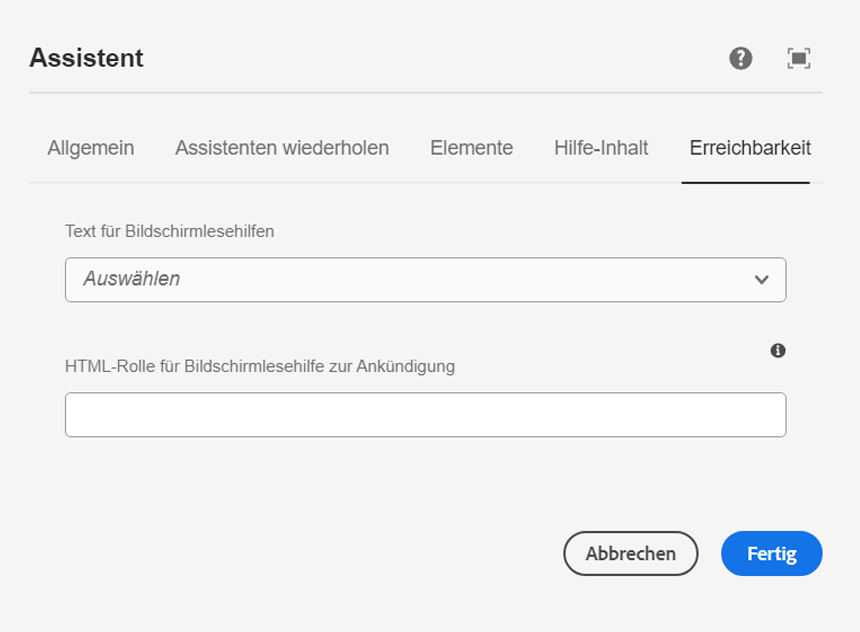 Assistent
Allgemein Assistenten wiederholen Elemente Hilfe-Inhalt Erreichbarkeit
Text für Bildschirmlesehilfen
Auswählen
HTML-Rolle für Bildschirmlesehilfe zur Ankündigung
Abbrechen Fertig